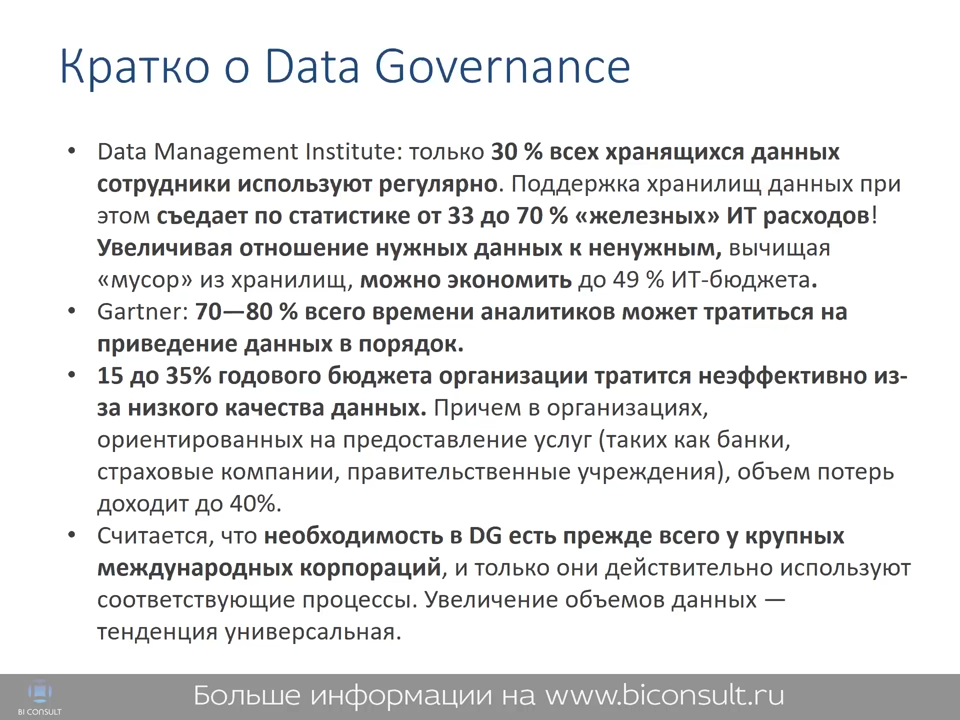 Кратко о Data Governance
• Data Management Institute: только 30 % всех хранящихся данных
сотрудники используют регулярно. Поддержка хранилищ данных при
этом съедает по статистике от 33 до 70 % «железных» ИТ расходов!
Увеличивая отношение нужных данных к ненужным, вычищая
«мусор» из хранилищ, можно экономить до 49 % ИТ-бюджета.
• Gartner: 70—80 % всего времени аналитиков может тратиться на
приведение данных в порядок.
• 15 до 35% годового бюджета организации тратится неэффективно из-
за низкого качества данных. Причем в организациях,
ориентированных на предоставление услуг (таких как банки,
страховые компании, правительственные учреждения), объем потерь
доходит до 40%.
• Считается, что необходимость в DG есть прежде всего у крупных
международных корпораций, и только они действительно используют
соответствующие процессы. Увеличение объемов данных —
тенденция универсальная.
BI CONSULT
Больше информации на www.biconsult.ru